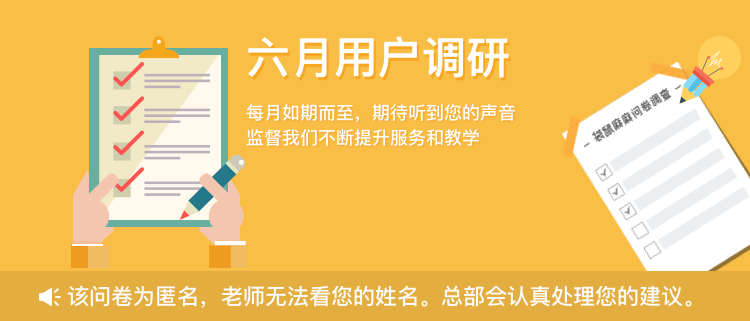 六月用户调研
每月如期而至，期待听到您的声音
监督我们不断提升服务和教学
袋鼠麻麻问卷调查
该问卷为匿名，老师无法看您的姓名。总部会认真处理您的建议。